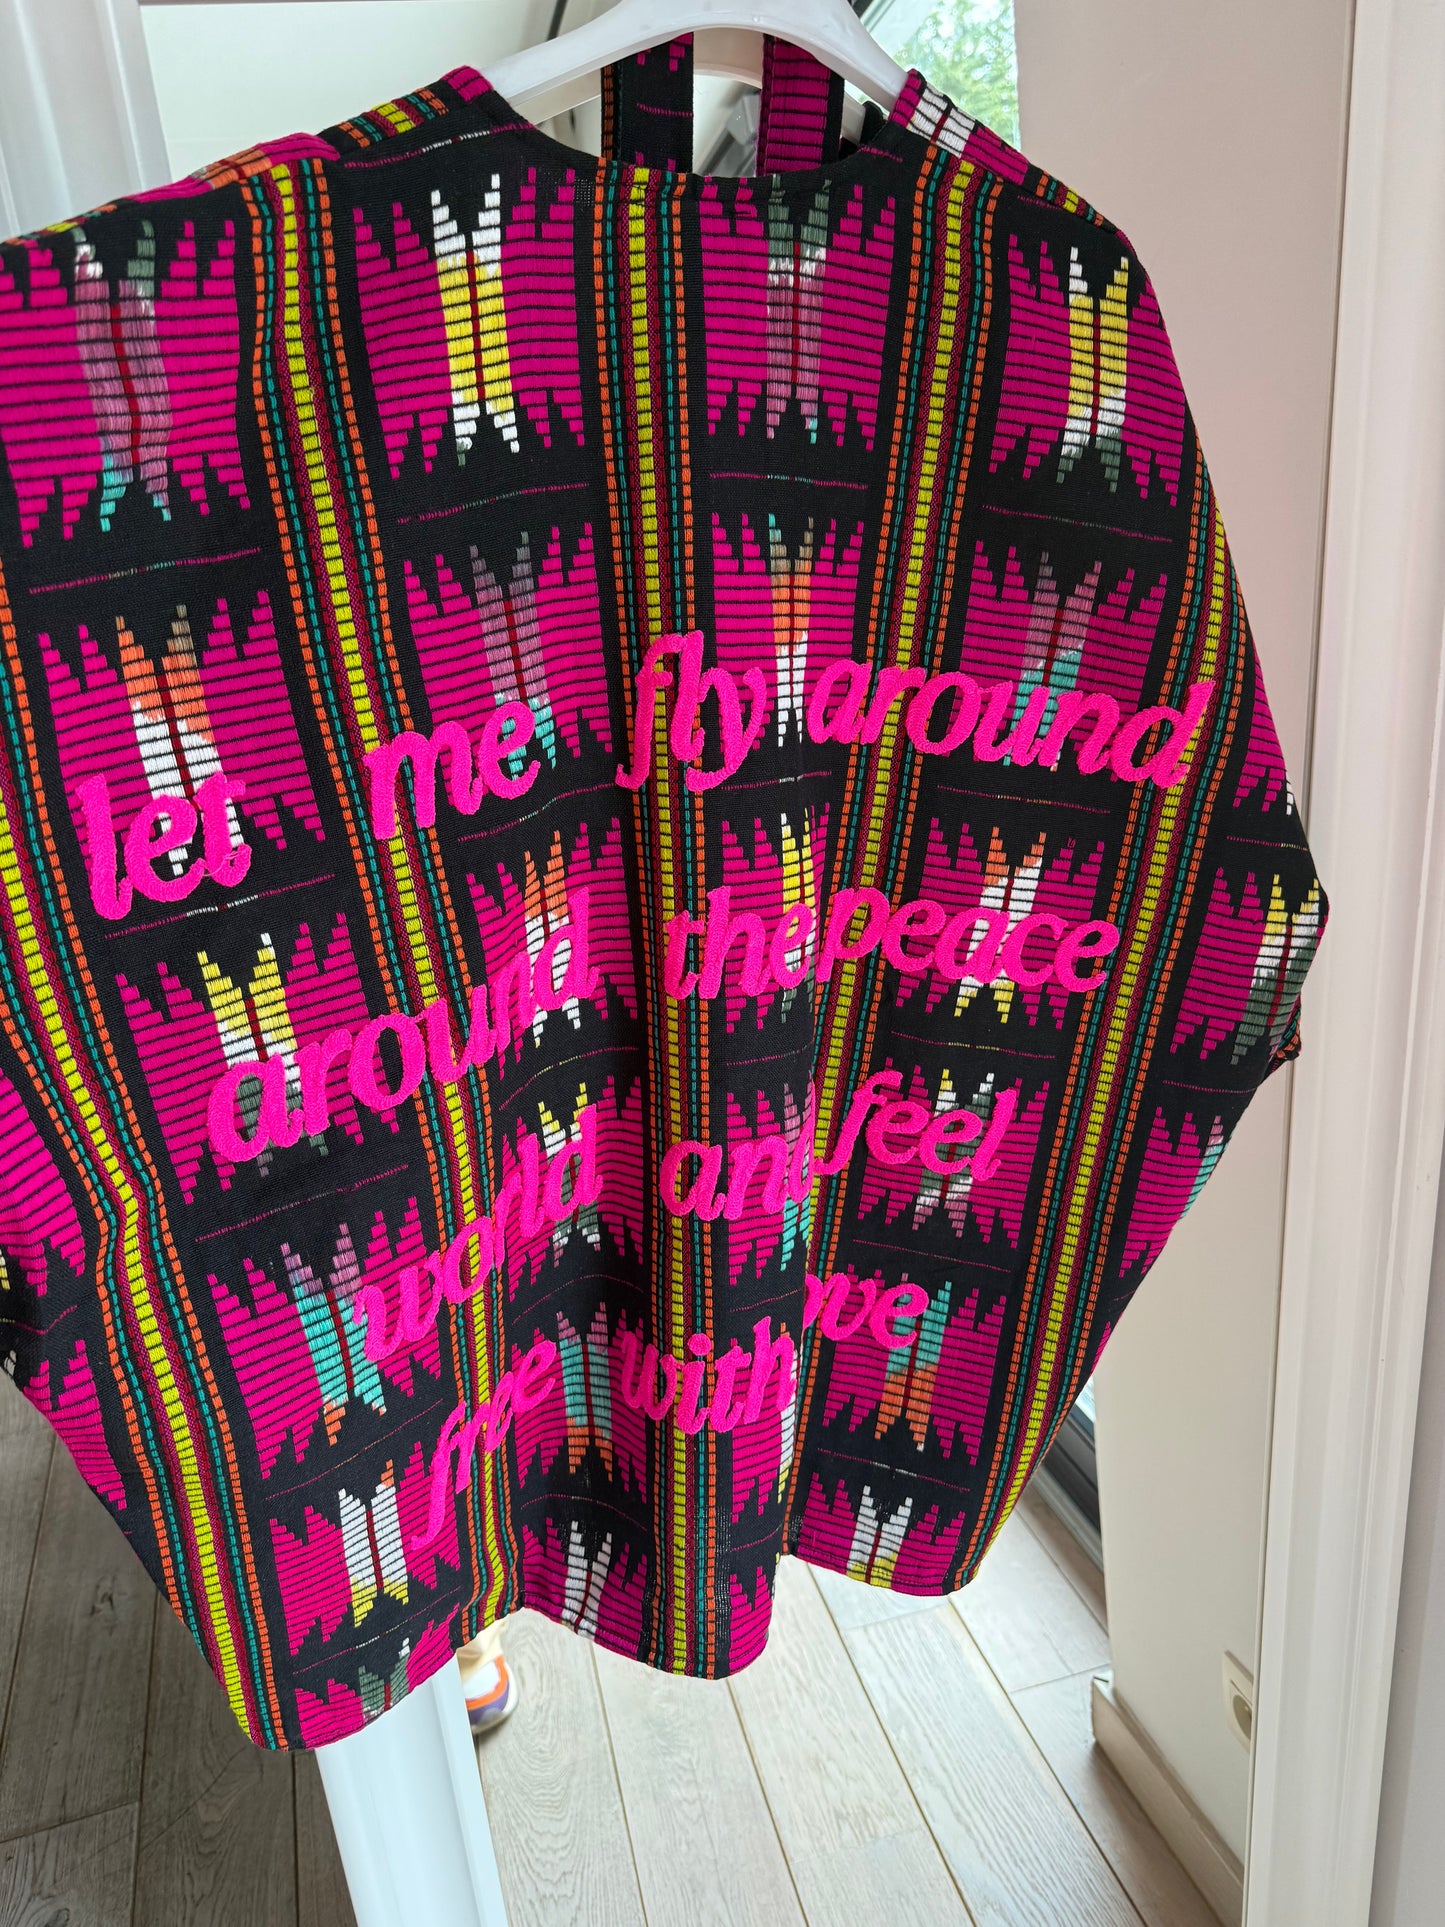 let me fly around
around the peace
world and feel
free with love